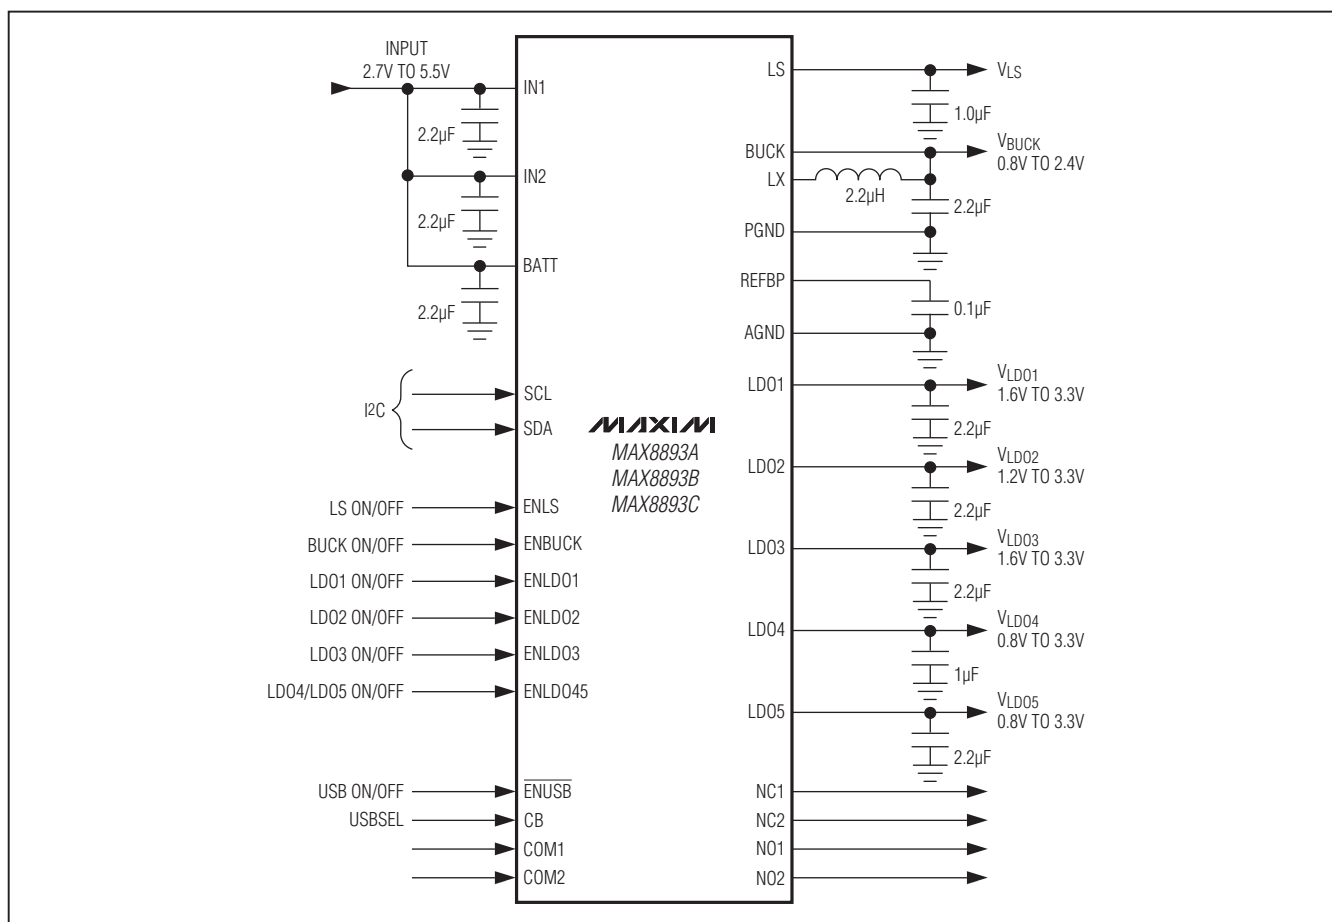 INPUT
2.7V TO 5.5V
IN1
2.2µF
IN2
2.2µF
BATT
2.2µF
I2C
SCL
SDA
LS ON/OFF
ENLS
BUCK ON/OFF
ENBUCK
LDO1 ON/OFF
ENLDO1
LDO2 ON/OFF
ENLDO2
LDO3 ON/OFF
ENLDO3
LDO4/LDO5 ON/OFF
ENLDO45
USB ON/OFF
ENUSB
USBSEL
CB
COM1
COM2
MAXIM
MAX8893A
MAX8893B
MAX8893C
LS
VLS
1.0µF
BUCK
VBUCK
0.8V TO 2.4V
LX
2.2µH
2.2µF
PGND
REFBP
0.1µF
AGND
LDO1
VLDO1
1.6V TO 3.3V
2.2µF
LDO2
VLDO2
1.2V TO 3.3V
2.2µF
LDO3
VLDO3
1.6V TO 3.3V
2.2µF
LDO4
VLDO4
0.8V TO 3.3V
1µF
LDO5
VLDO5
0.8V TO 3.3V
2.2µF
NC1
NC2
NO1
NO2